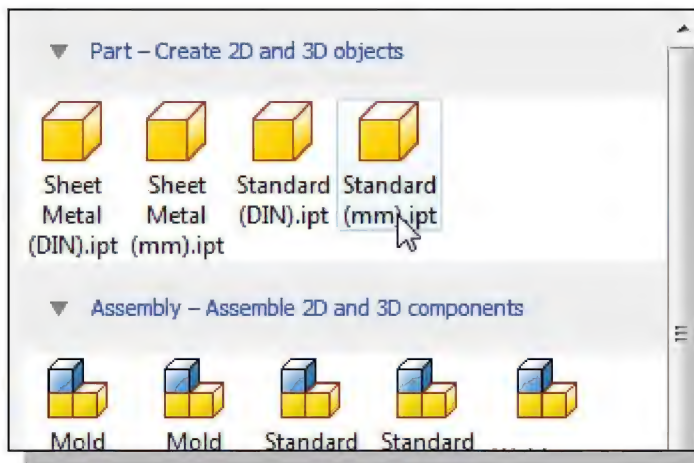 Part – Create 2D and 3D objects
Sheet Metal (DIN).ipt
Sheet Metal (mm).ipt
Standard (DIN).ipt
Standard (mm).ipt
Assembly – Assemble 2D and 3D components
Mold Mold Standard Standard